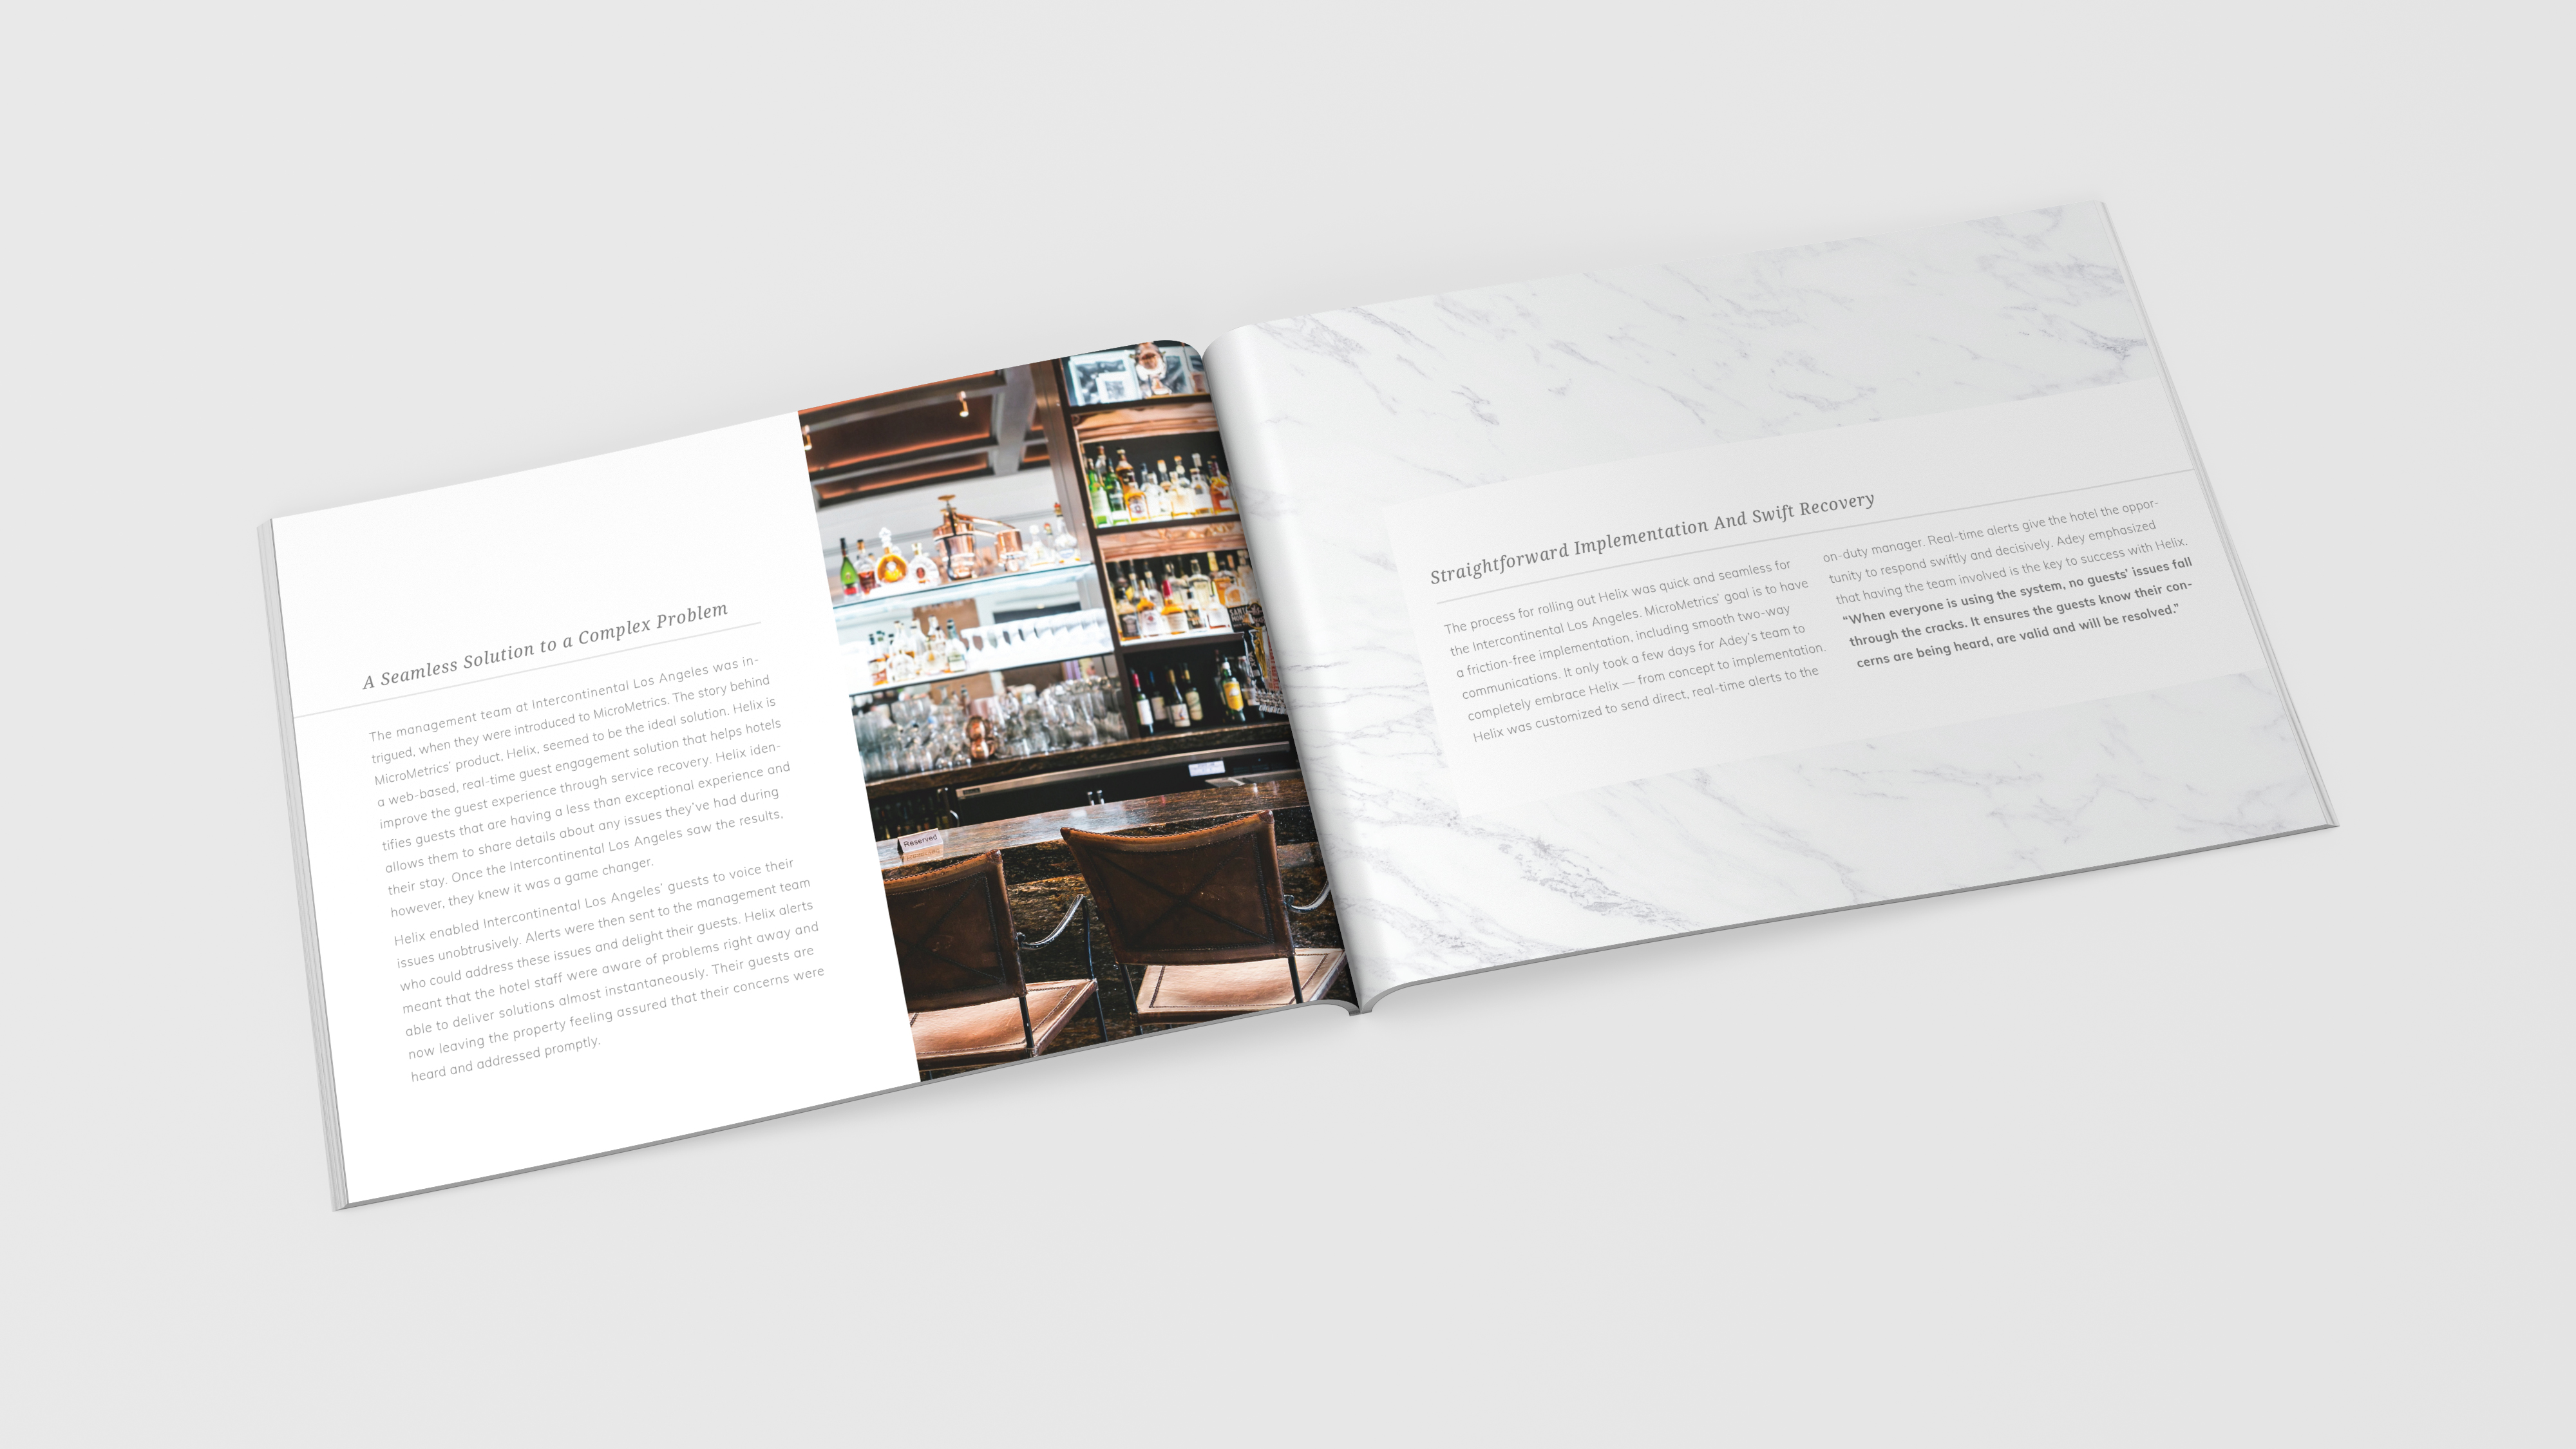 A Seamless Solution to a Complex Problem
The management team at Intercontinental Los Angeles was in-
trigued, when they were introduced to MicroMetrics. The story behind
MicroMetrics' product, Helix, seemed to be the ideal solution. Helix is
a web-based, real-time guest engagement solution that helps hotels
improve the guest experience through service recovery. Helix iden-
tifies guests that are having a less than exceptional experience and
allows them to share details about any issues they've had during
their stay. Once the Intercontinental Los Angeles saw the results,
however, they knew it was a game changer.
Helix enabled Intercontinental Los Angeles' guests to voice their
issues unobtrusively. Alerts were then sent to the management team
who could address these issues and delight their guests. Helix alerts
meant that the hotel staff were aware of problems right away and
able to deliver solutions almost instantaneously. Their guests are
now leaving the property feeling assured that their concerns were
heard and addressed promptly.
Reserved
Straightforward Implementation And Swift Recovery
The process for rolling out Helix was quick and seamless for
the Intercontinental Los Angeles. MicroMetrics' goal is to have
a friction-free implementation, including smooth two-way
communications. It only took a few days for Adey's team to
completely embrace Helix — from concept to implementation.
Helix was customized to send direct, real-time alerts to the
on-duty manager. Real-time alerts give the hotel the oppor-
tunity to respond swiftly and decisively. Adey emphasized
that having the team involved is the key to success with Helix.
"When everyone is using the system, no guests' issues fall
through the cracks. It ensures the guests know their con-
cerns are being heard, are valid and will be resolved."